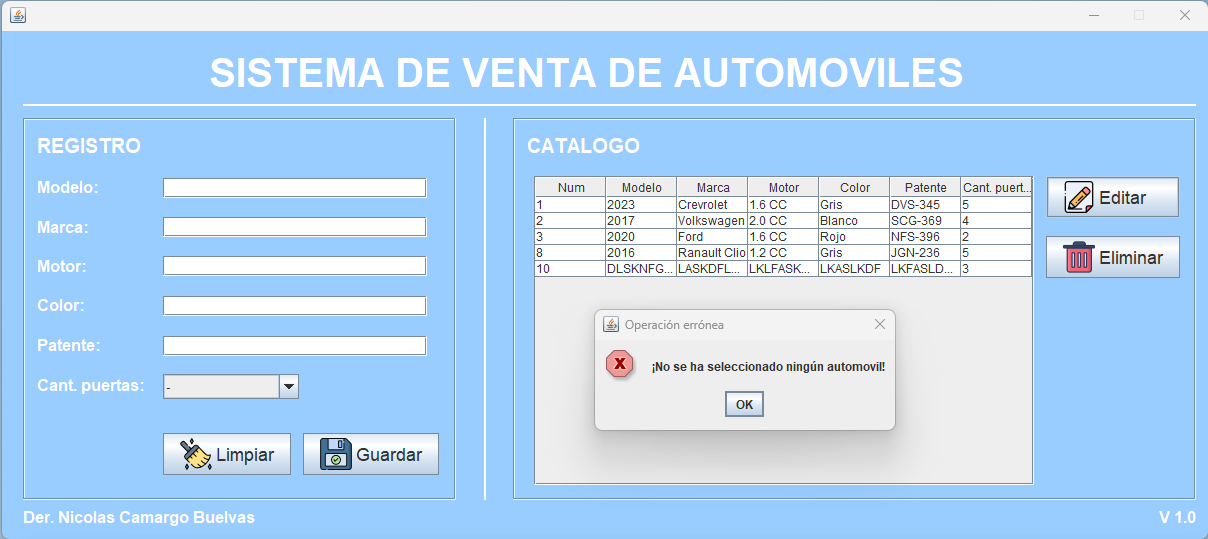 SISTEMA DE VENTA DE AUTOMOVILES
REGISTRO
Modelo:
Marca:
Motor:
Color:
Patente:
Cant. puertas: -
Limpiar Guardar
CATALOGO
Num Modelo Marca Motor Color Patente Cant. puert...
1 2023 Crevrolet 1.6 CC Gris DVS-345 5
2 2017 Volkswagen 2.0 CC Blanco SCG-369 4
3 2020 Ford 1.6 CC Rojo NFS-396 2
8 2016 Ranault Clio 1.2 CC Gris JGN-236 5
10 DLSKNFG... LASKDFL... LKLFASK... LKASLKDF LKFASLD... 3
Editar
Eliminar
Operación errónea
¡No se ha seleccionado ningún automovil!
OK
Der. Nicolas Camargo Buelvas
V 1.0